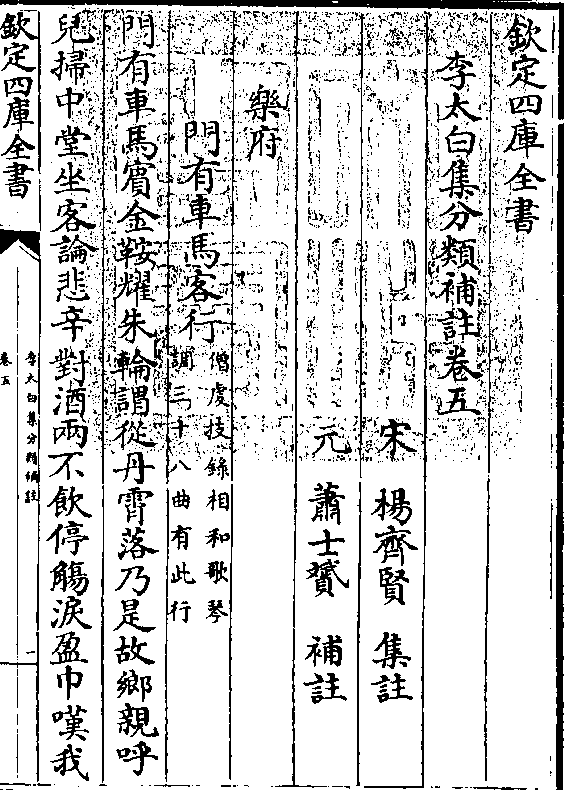 欽定四庫全書
李太白集分類補註卷五
宋 楊齊賢 集註
元 蕭士贇 補註
樂府
門有車馬客行
僧虔技錄相和歌琴
調三十八曲有此行
門有車馬賔金鞍耀朱輪謂從丹霄落乃是故鄉親呼
兒掃中堂坐客論悲辛對酒兩不飲停觴淚盈巾嘆我
欽定四庫全書
李太白集分類補註
卷五
一